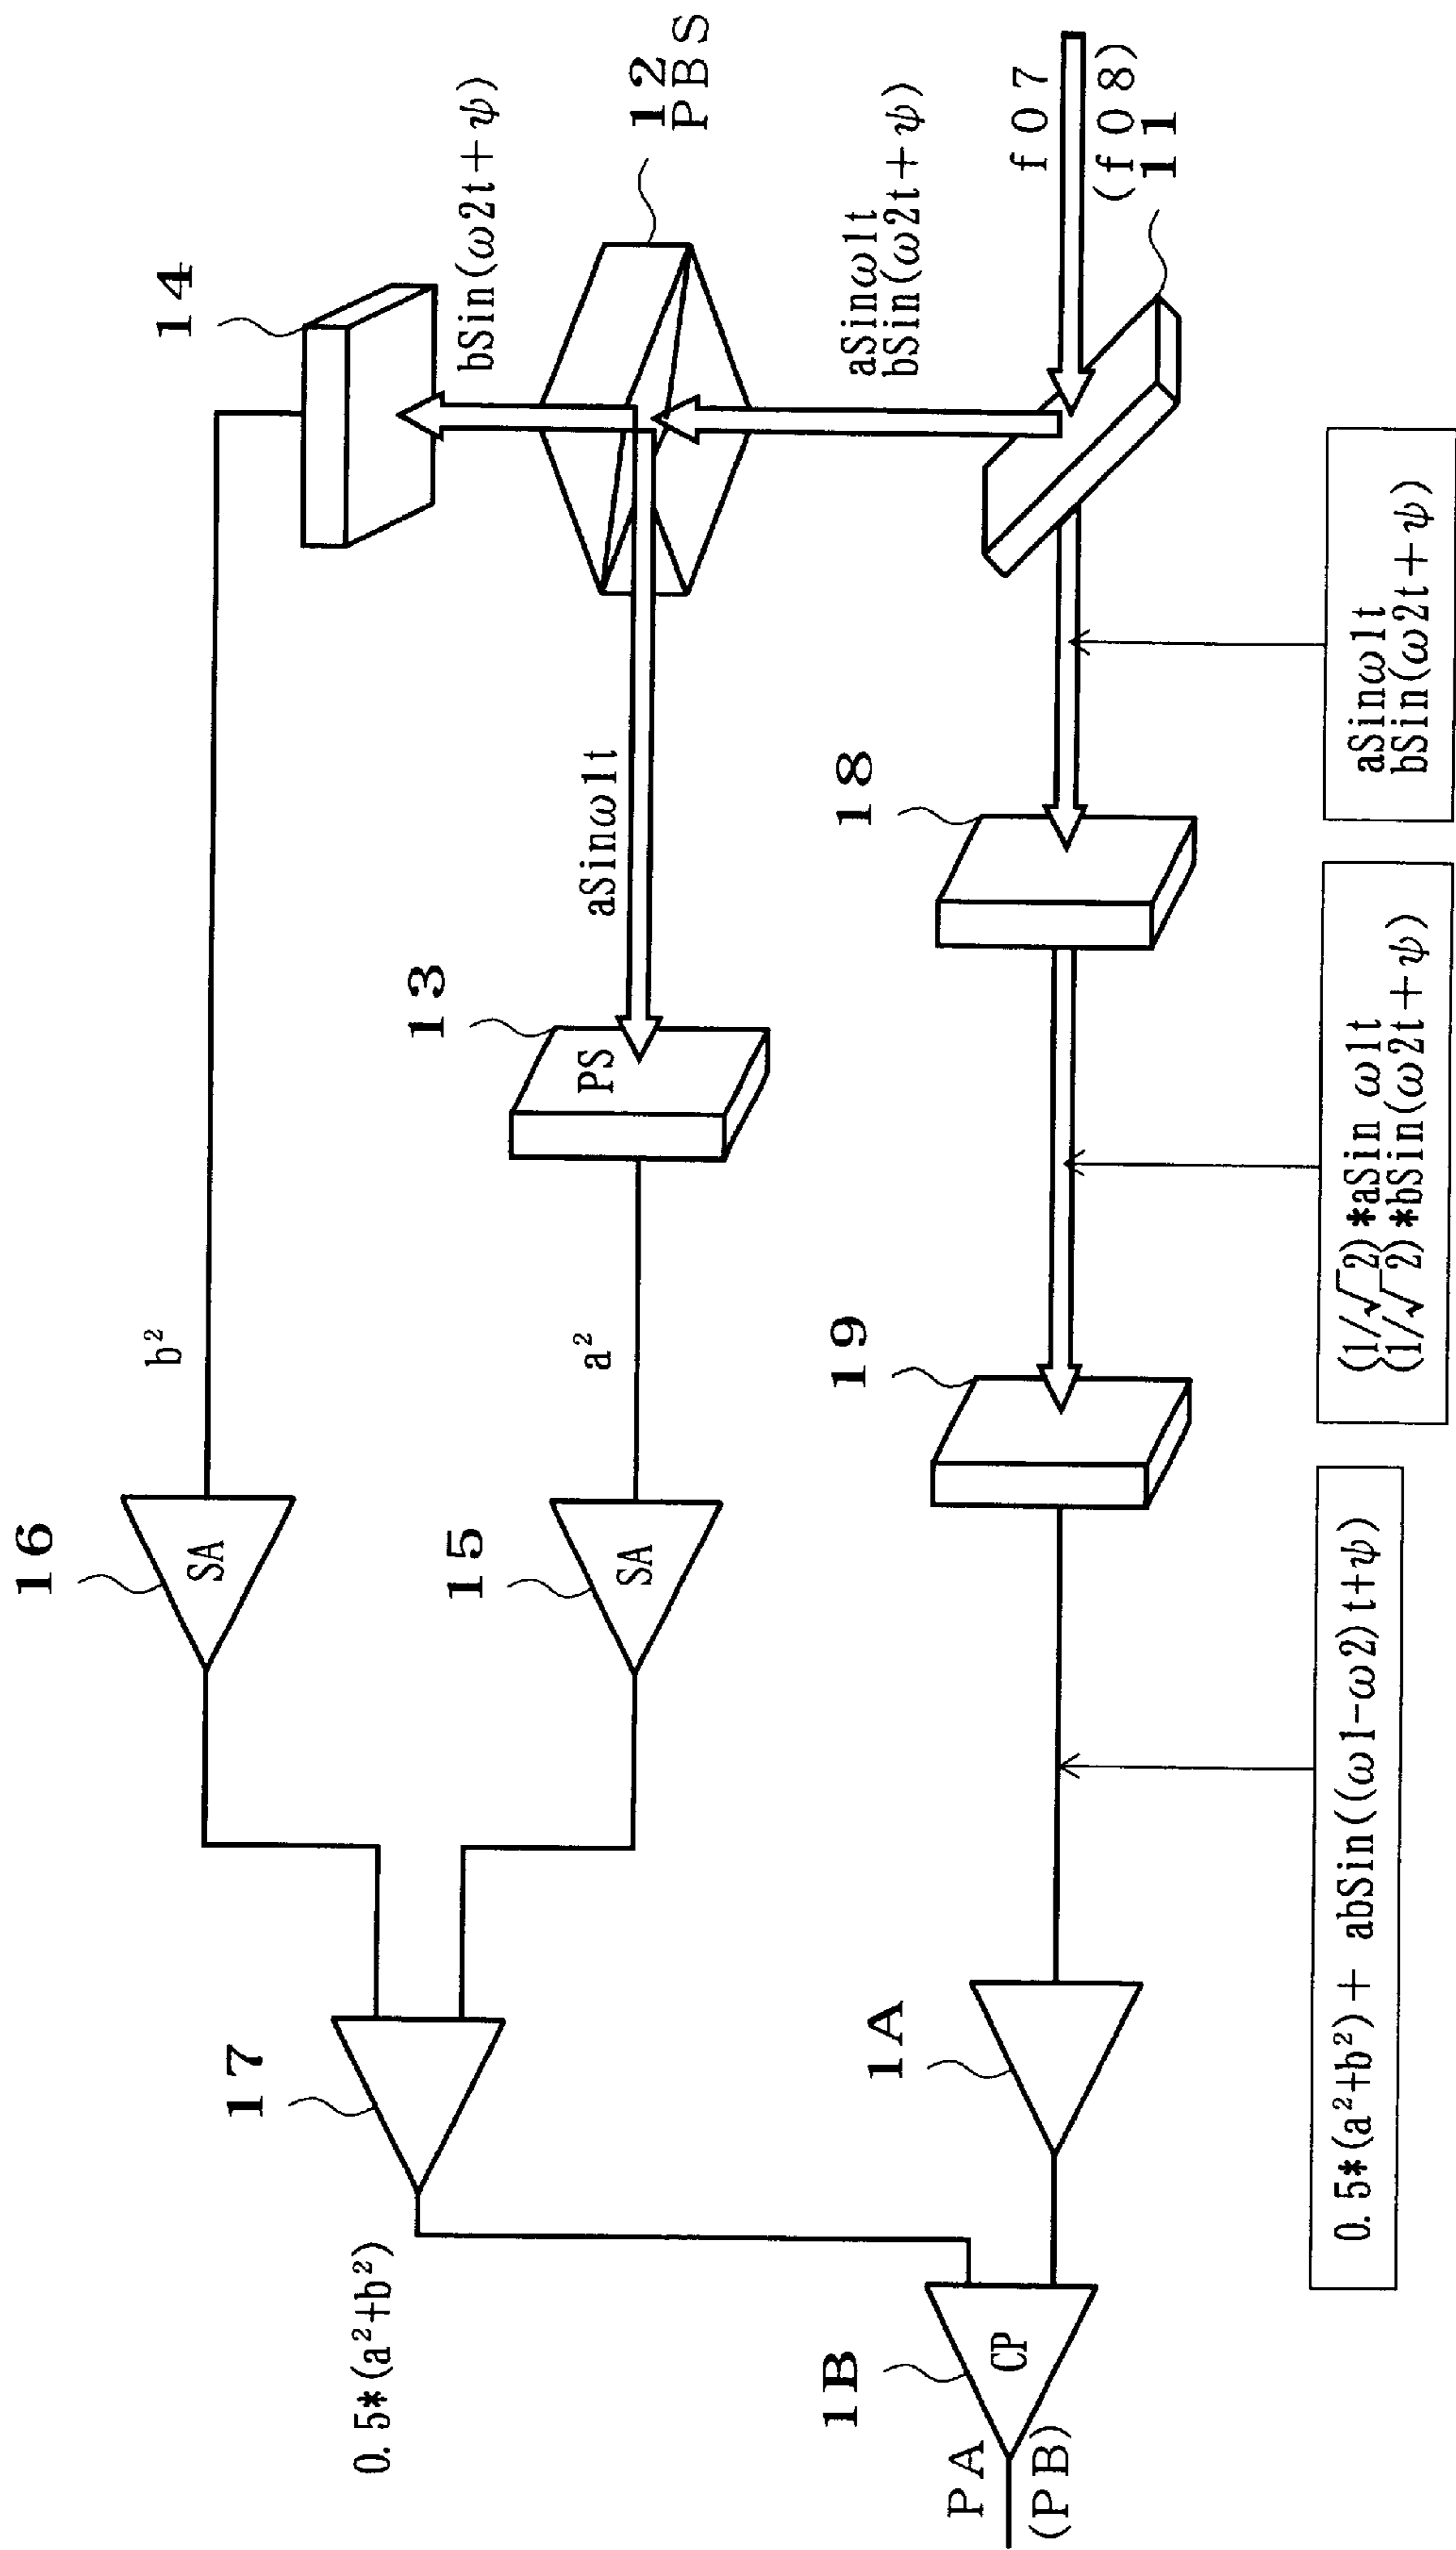 f07
(f08)
11
12
PBS
bSin(ω2t+ψ)
14
aSinω1t
bSin(ω2t+ψ)
aSinω1t
13
PS
18
aSinω1t
bSin(ω2t+ψ)
19
(1/√2)*aSin ω1t
(1/√2)*bSin(ω2t+ψ)
b²
a²
16
SA
15
SA
0.5*(a²+b²)+ abSin((ω1-ω2)t+ψ)
17
1A
0.5*(a²+b²)
1B
CP
PA
(PB)